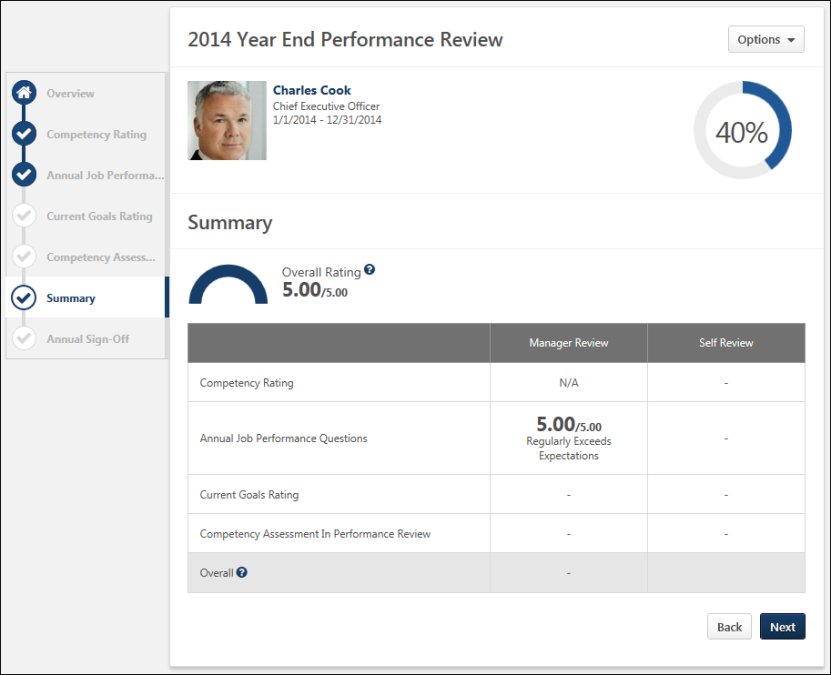 2014 Year End Performance Review
Options
Overview
Competency Rating
Annual Job Performa...
Current Goals Rating
Competency Assess...
Summary
Annual Sign-Off
Charles Cook
Chief Executive Officer
1/1/2014 - 12/31/2014
40%
Summary
Overall Rating ?
5.00/5.00
Manager Review Self Review
Competency Rating N/A -
Annual Job Performance Questions 5.00/5.00 -
Regularly Exceeds
Expectations
Current Goals Rating - -
Competency Assessment In Performance Review - -
Overall ? -
Back Next